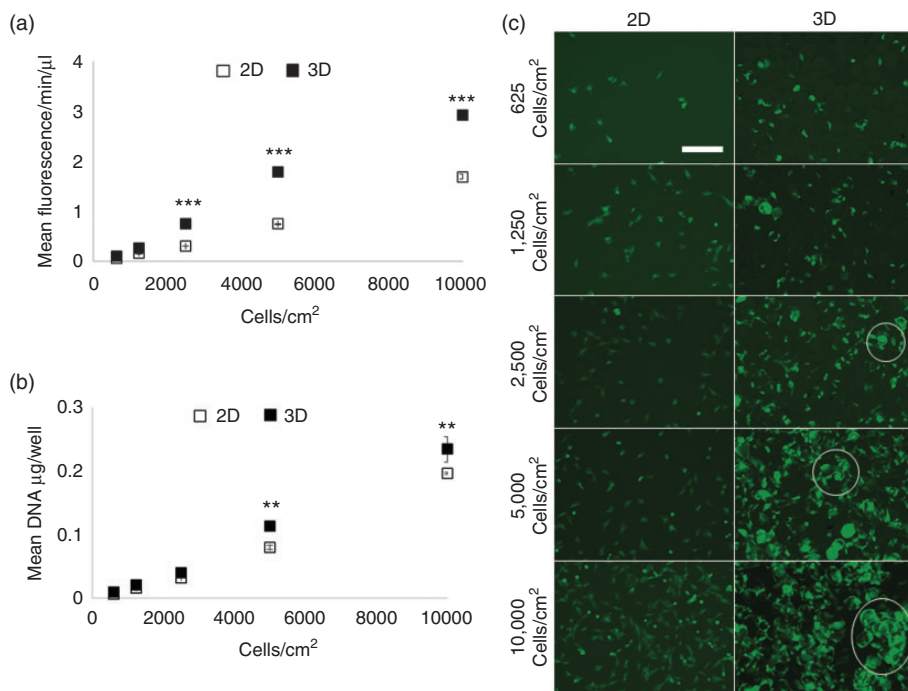 (a)
2D 3D
Mean fluorescence/min/µl
4
3
2
1
0
*** *** ***
0 2000 4000 6000 8000 10000
Cells/cm²
(b)
2D 3D
Mean DNA µg/well
0.3
0.2
0.1
0
** **
0 2000 4000 6000 8000 10000
Cells/cm²
(c)
2D 3D
625
Cells/cm²
1,250
Cells/cm²
2,500
Cells/cm²
5,000
Cells/cm²
10,000
Cells/cm²